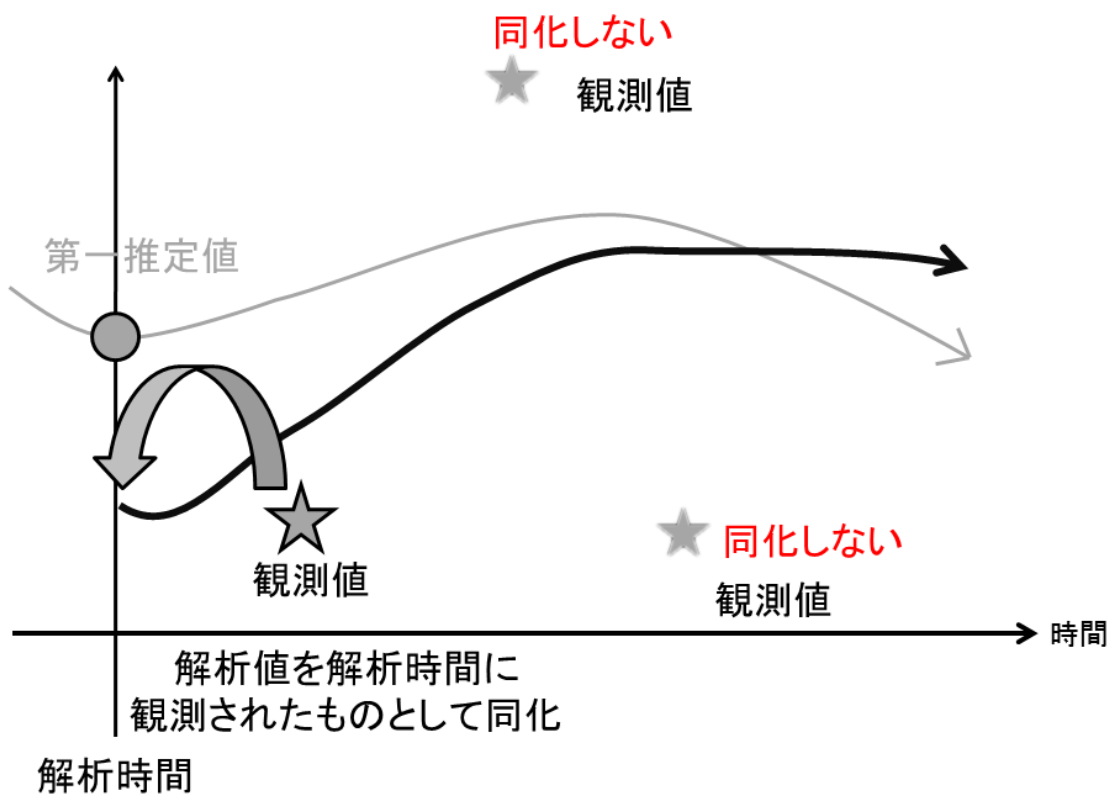 同化しない
観測値
第一推定値
観測値
同化しない
観測値
時間
解析値を解析時間に
観測されたものとして同化
解析時間